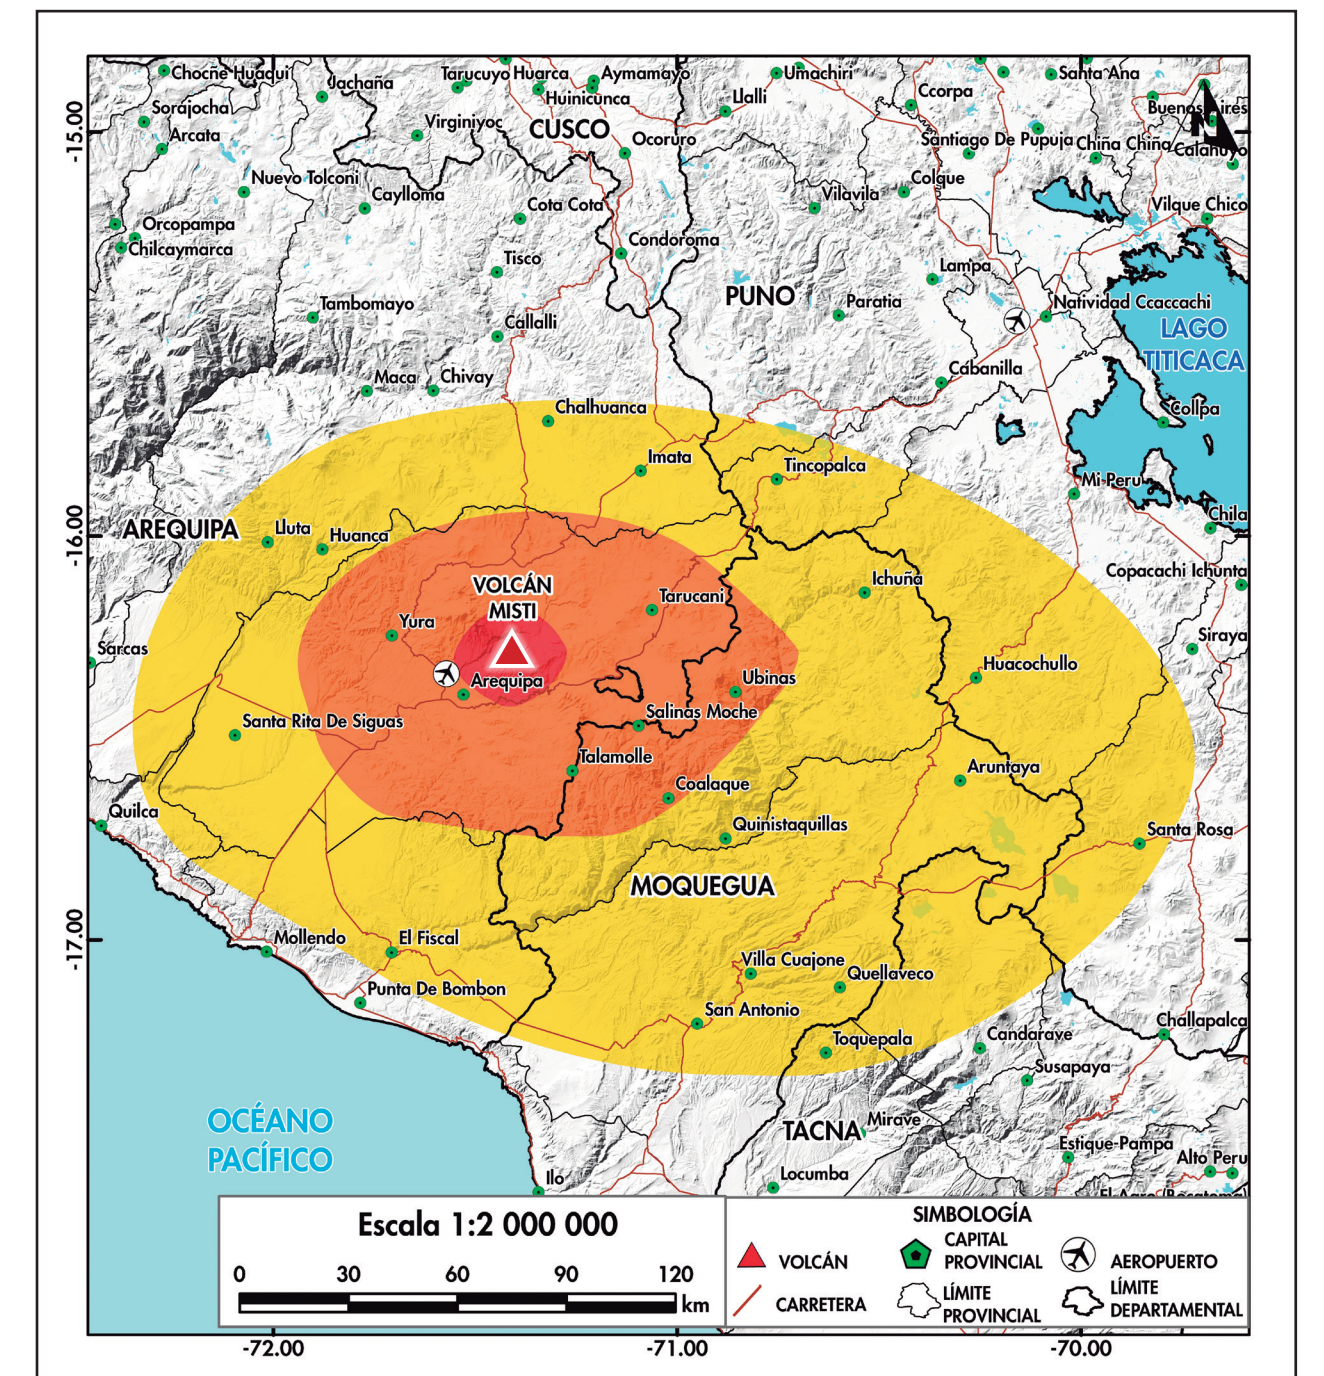 Chocñe Huaqui
Jachaña
Tarucuyo
Huarca
Aymamayo
Umachiri
Santa Ana
Sorajocha
Huinicunca
Llalli
Ccorpa
Arcata
Virginiyoc
CUSCO
Ocoruro
Santiago De Pupuja
Chiña Chiña
Calahuyo
N
-15.00
Nuevo Tolconi
Caylloma
Cota Cota
Vilavila
Colque
Vilque Chico
Orcopampa
Chilcaymarca
Condoroma
Tisco
Lampa
Tambomayo
PUNO
Paratia
Natividad Ccaccachi
Callalli
LAGO
TITICACA
Maca
Chivay
Cabanilla
Chalhuanca
Collpa
Imata
Tincopalca
Mi Peru
Chila
-16.00
AREQUIPA
Lluta
Huanca
VOLCÁN
MISTI
Ichuña
Copacachi Ichunta
Tarucani
Yura
Siraya
Sarcas
Huacochullo
Arequipa
Ubinas
Santa Rita De Siguas
Salinas Moche
Talamolle
Aruntaya
Coalaque
Quilca
Quinistaquillas
Santa Rosa
MOQUEGUA
-17.00
Mollendo
El Fiscal
Villa Cuajone
Quellaveco
Punta De Bombon
San Antonio
Challapalca
Toquepala
Candarave
Susapaya
OCÉANO
PACÍFICO
TACNA
Mirave
Estique-Pampa
Alto Peru
Ilo
Locumba
Escala 1:2 000 000
0 30 60 90 120
km
SIMBOLOGÍA
VOLCÁN
CAPITAL
PROVINCIAL
AEROPUERTO
CARRETERA
LÍMITE
PROVINCIAL
LÍMITE
DEPARTAMENTAL
-72.00 -71.00 -70.00